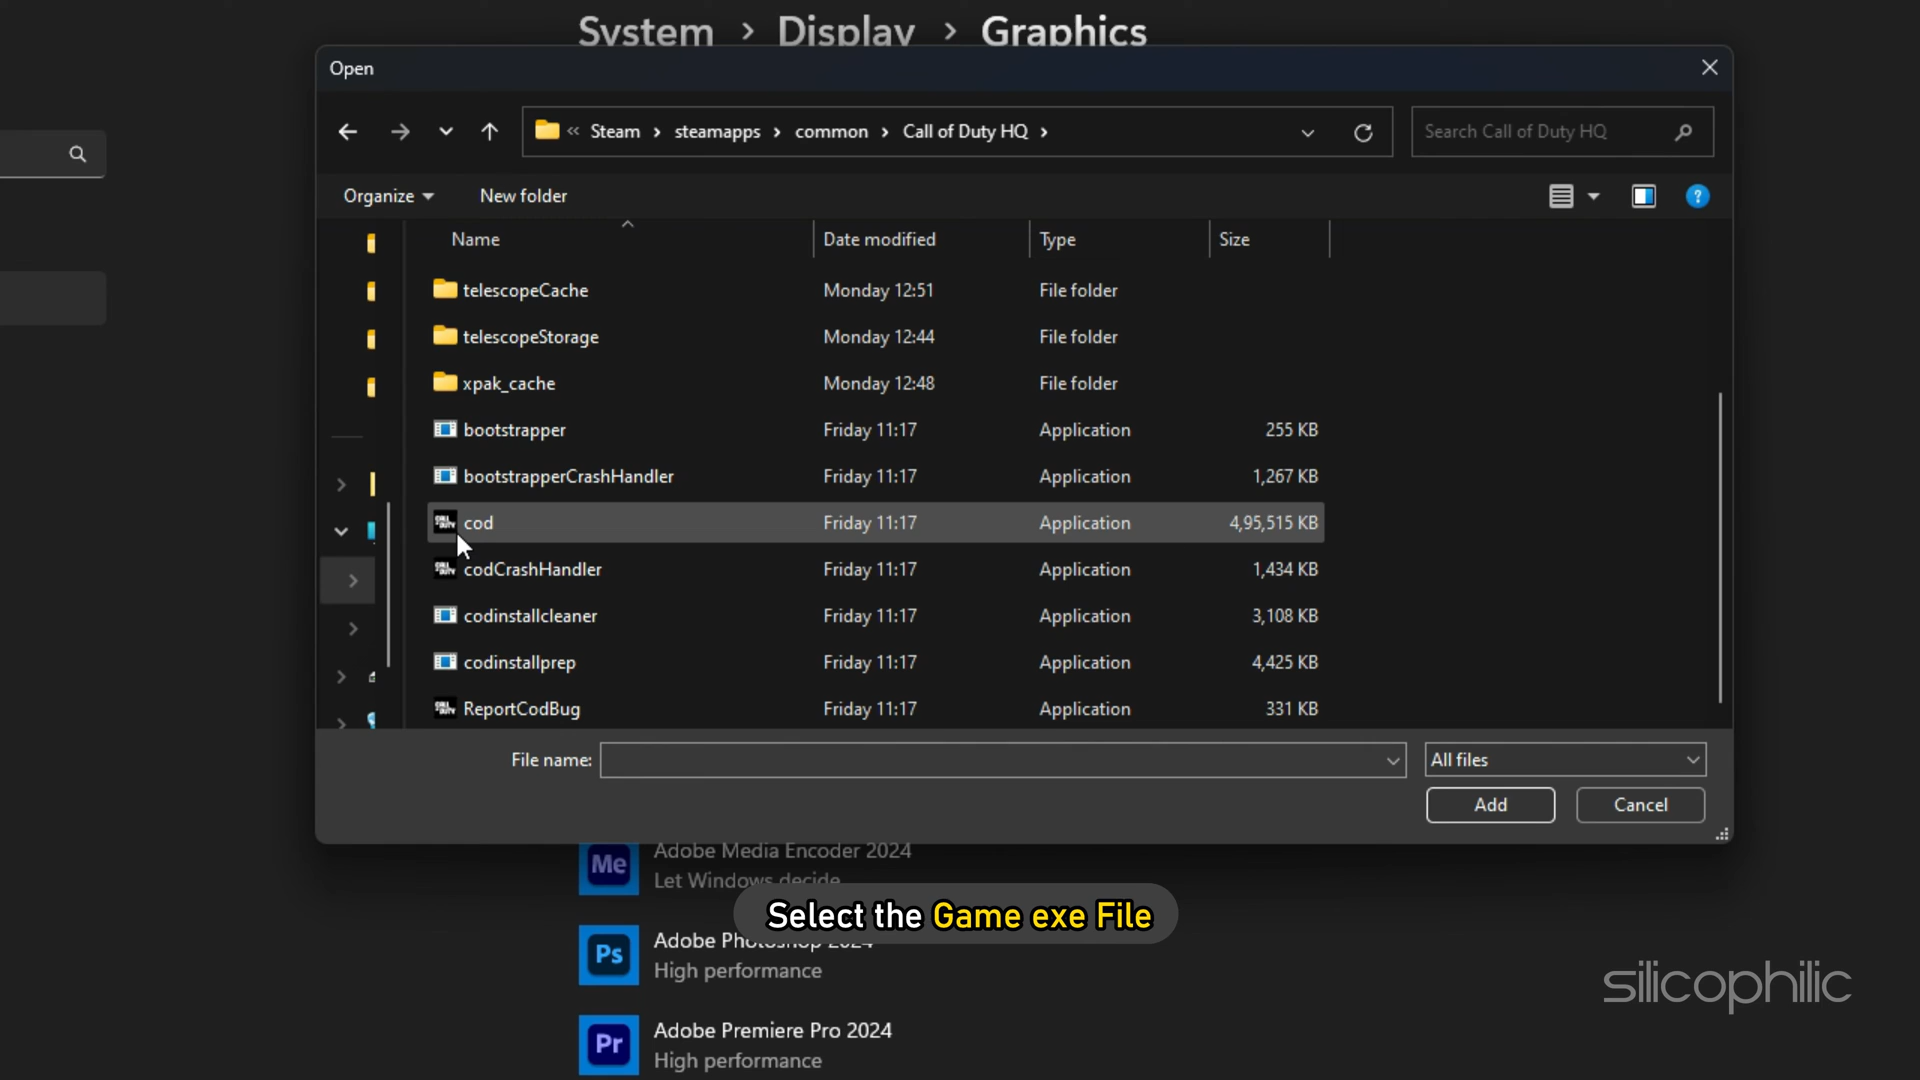 System > Display > Graphics
Open
« Steam > steamapps > common > Call of Duty HQ >
Search Call of Duty HQ
Organize
New folder
?
Name Date modified Type Size
telescopeCache Monday 12:51 File folder
telescopeStorage Monday 12:44 File folder
xpak_cache Monday 12:48 File folder
bootstrapper Friday 11:17 Application 255 KB
bootstrapperCrashHandler Friday 11:17 Application 1,267 KB
cod Friday 11:17 Application 4,95,515 KB
codCrashHandler Friday 11:17 Application 1,434 KB
codinstallcleaner Friday 11:17 Application 3,108 KB
codinstallprep Friday 11:17 Application 4,425 KB
ReportCodBug Friday 11:17 Application 331 KB
File name:
All files
Add
Cancel
Me
Adobe Media Encoder 2024
Let Windows decide
Select the Game exe File
Ps
Adobe Photoshop 2024
High performance
silicophilic
Pr
Adobe Premiere Pro 2024
High performance